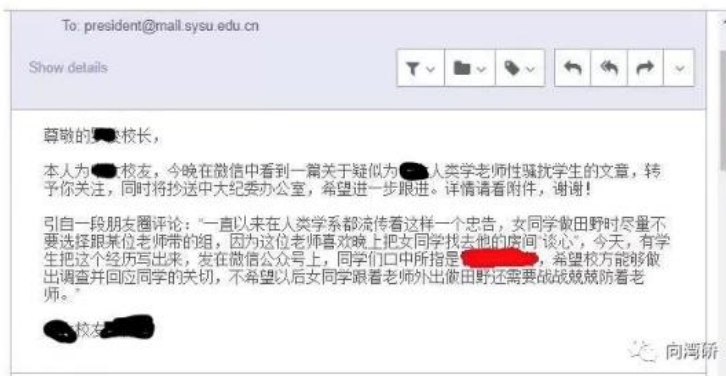 To: president@mail.sysu.edu.cn
Show details
尊敬的校长，
本人为校友，今晚在微信中看到一篇关于疑似为人类学老师性骚扰学生的文章，转
予你关注，同时将抄送中大纪委办公室，希望进一步跟进。详情请看附件，谢谢！
引自一段朋友圈评论：“一直以来在人类学系都流传着这样一个忠告，女同学做田野时尽量不
要选择跟某位老师带的组，因为这位老师喜欢晚上把女同学找去他的房间“谈心”，今天，有学
生把这个经历写出来，发在微信公众号上，同学们口中所指是，希望校方能够做
出调查并回应同学的关切，不希望以后女同学跟着老师外出做田野还需要战战兢兢防着老
师。”
校友
向湾硚